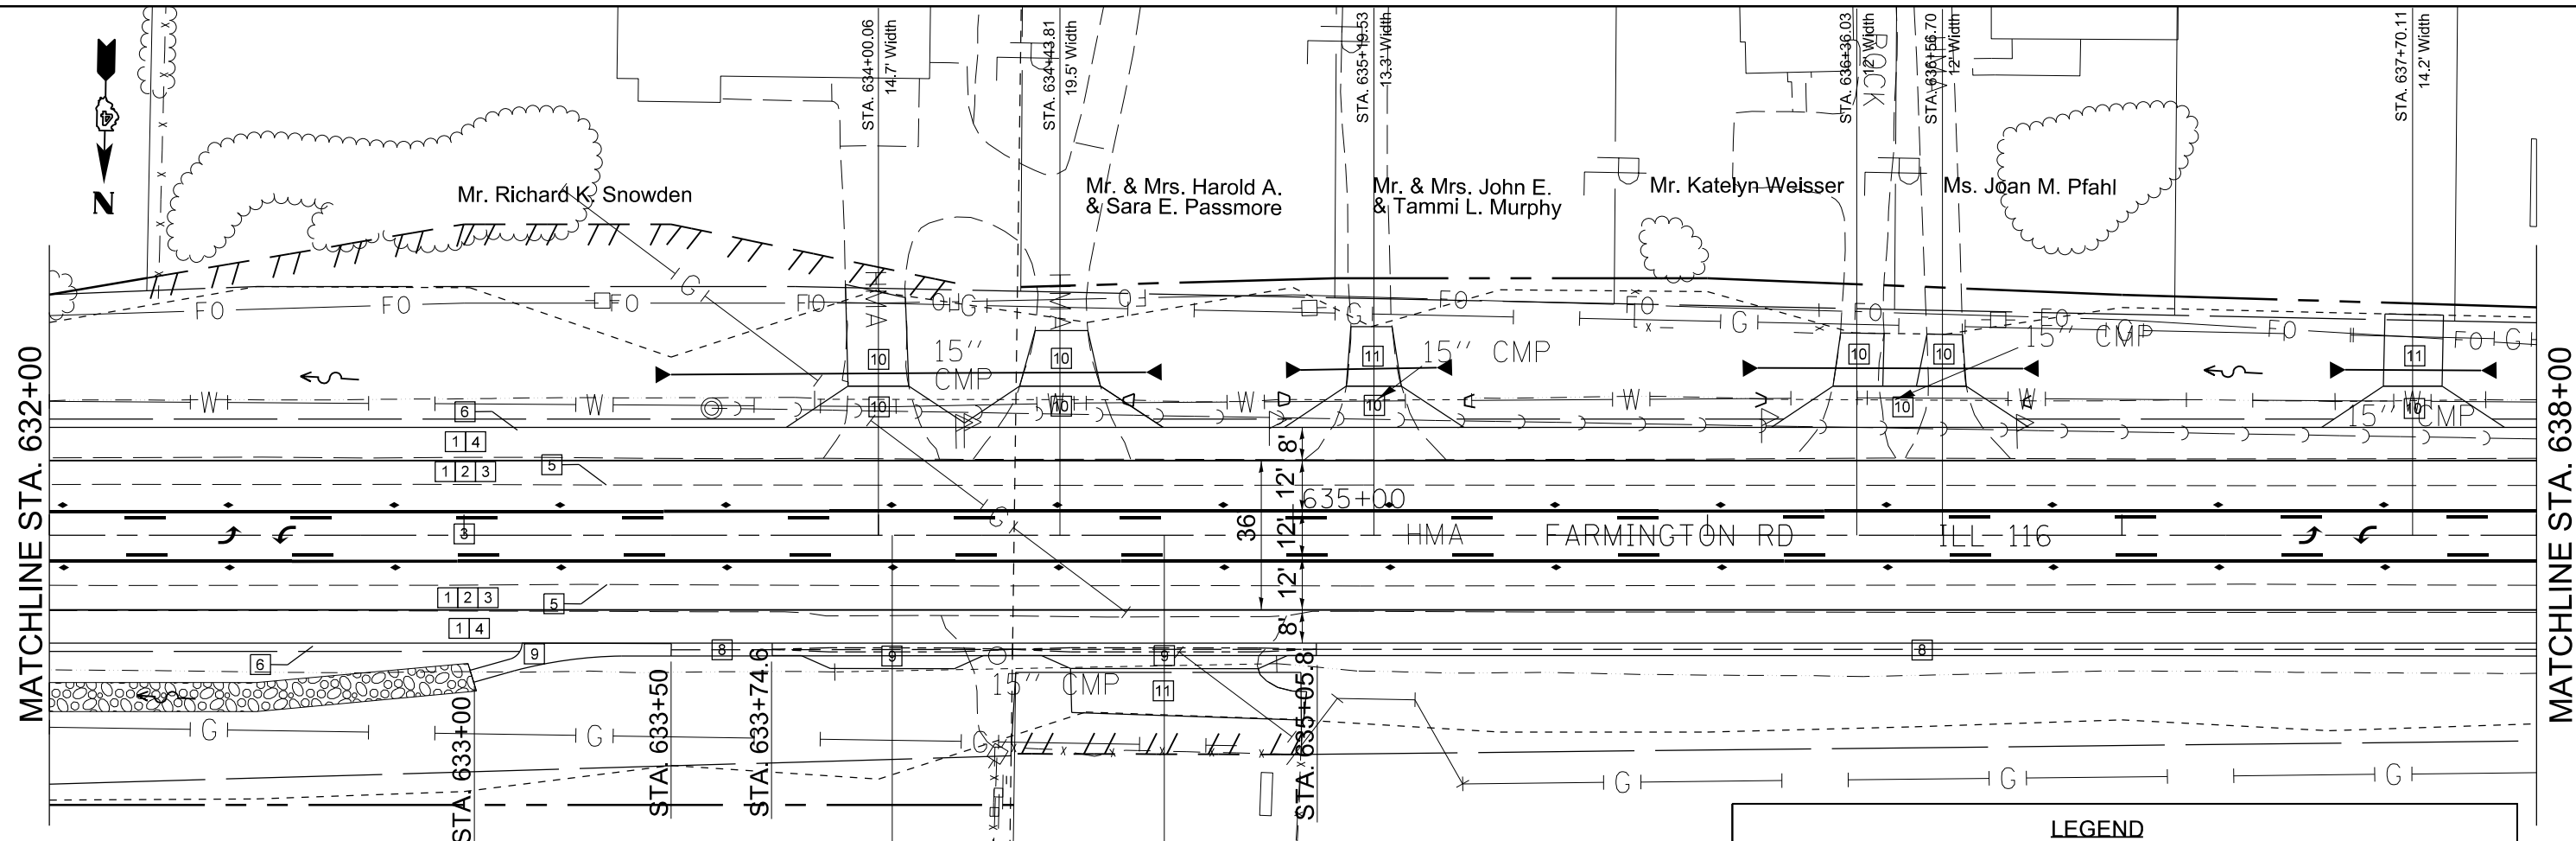 STA. 634+00.06
14.7' Width
STA. 634+43.81
19.5' Width
STA. 635+19.53
13.3' Width
STA. 636+36.03
12' Width
ROCK
STA. 636+56.70
12' Width
STA. 637+70.11
14.2' Width
N
Mr. Richard K. Snowden
Mr. & Mrs. Harold A.
& Sara E. Passmore
Mr. & Mrs. John E.
& Tammi L. Murphy
Mr. Katelyn Weisser
Ms. Joan M. Pfahl
G
FO FO FO FO G FO G FO FO G FO FO FO FO G
HMA
HMA
10 15'' CMP 10 11 15'' CMP 10 10 15'' CMP 11
W W 10 10 W 10 W 10 W 10
15'' CMP
MATCHLINE STA. 632+00
MATCHLINE STA. 638+00
6
1 4
1 2 3 5
8'
12'
36
12'
12'
8'
635+00
3
G
HMA FARMINGTON RD ILL 116
1 2 3 5
1 4
6 9 8 9 9 8
15'' CMP 11
G G G G G G
STA. 633+00
STA. 633+50
STA. 633+74.6
STA. 635+05.8
LEGEND